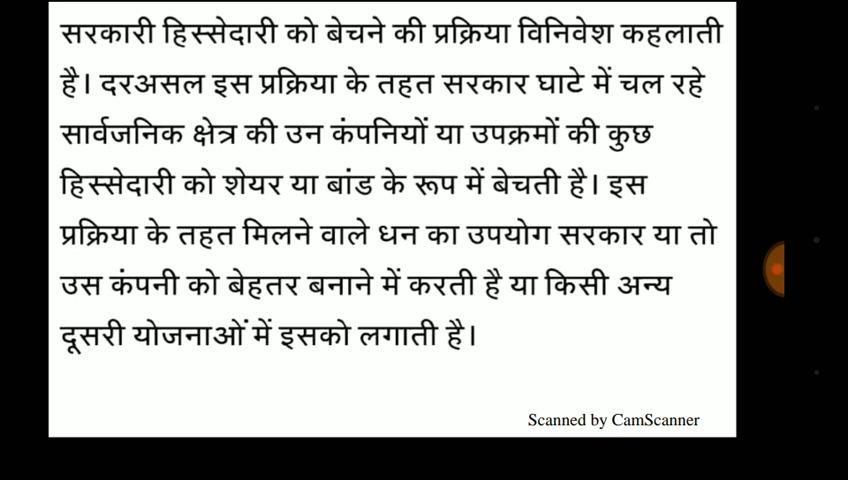 सरकारी हिस्सेदारी को बेचने की प्रक्रिया विनिवेश कहलाती
है। दरअसल इस प्रक्रिया के तहत सरकार घाटे में चल रहे
सार्वजनिक क्षेत्र की उन कंपनियों या उपक्रमों की कुछ
हिस्सेदारी को शेयर या बांड के रूप में बेचती है। इस
प्रक्रिया के तहत मिलने वाले धन का उपयोग सरकार या तो
उस कंपनी को बेहतर बनाने में करती है या किसी अन्य
दूसरी योजनाओं में इसको लगाती है।
Scanned by CamScanner